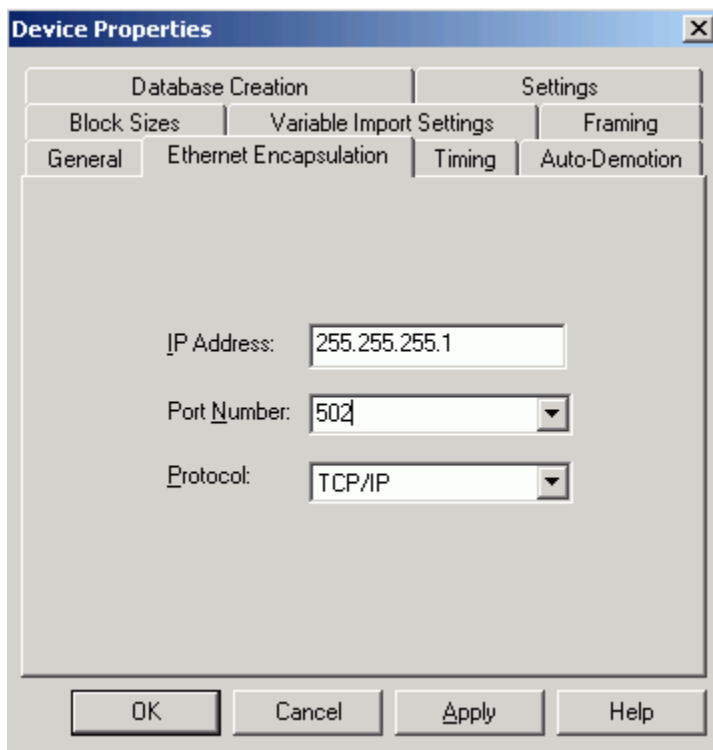 Device Properties
Database Creation Settings
Block Sizes Variable Import Settings Framing
General Ethernet Encapsulation Timing Auto-Demotion
IP Address: 255.255.255.1
Port Number: 502
Protocol: TCP/IP
OK Cancel Apply Help